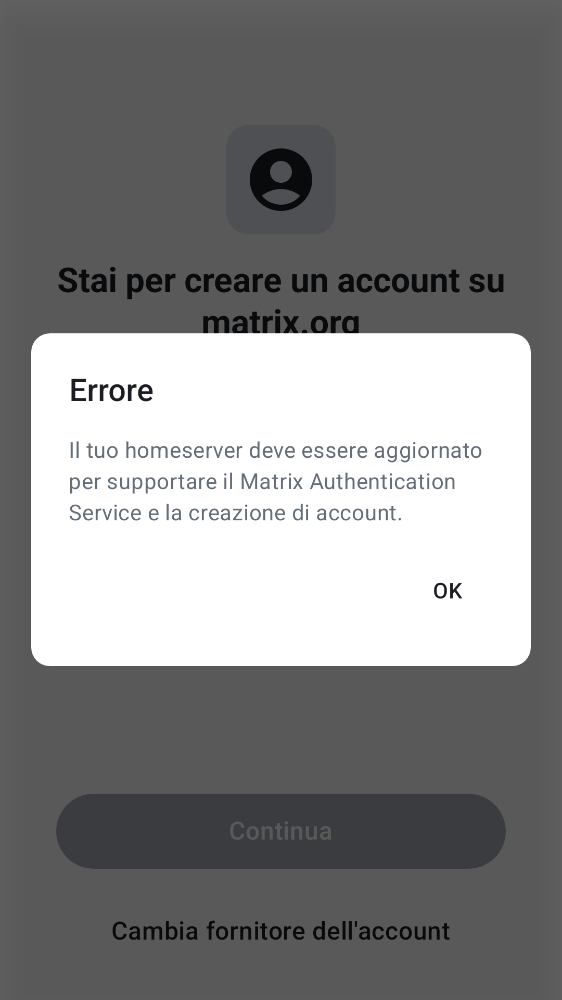 Stai per creare un account su
matrix.org
Errore
Il tuo homeserver deve essere aggiornato
per supportare il Matrix Authentication
Service e la creazione di account.
OK
Continua
Cambia fornitore dell'account